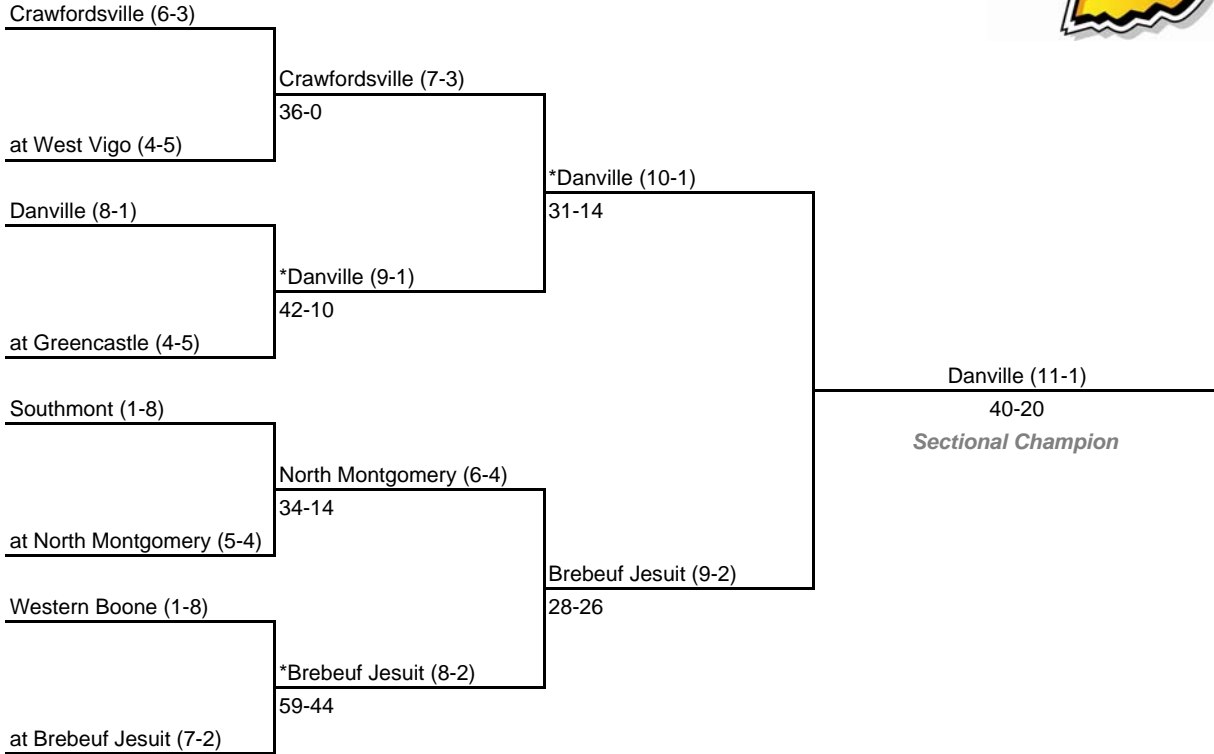 Crawfordsville (6-3)
Crawfordsville (7-3)
36-0
at West Vigo (4-5)
*Danville (10-1)
31-14
Danville (8-1)
*Danville (9-1)
42-10
at Greencastle (4-5)
Danville (11-1)
40-20
Sectional Champion
Southmont (1-8)
North Montgomery (6-4)
34-14
at North Montgomery (5-4)
Brebeuf Jesuit (9-2)
28-26
Western Boone (1-8)
*Brebeuf Jesuit (8-2)
59-44
at Brebeuf Jesuit (7-2)